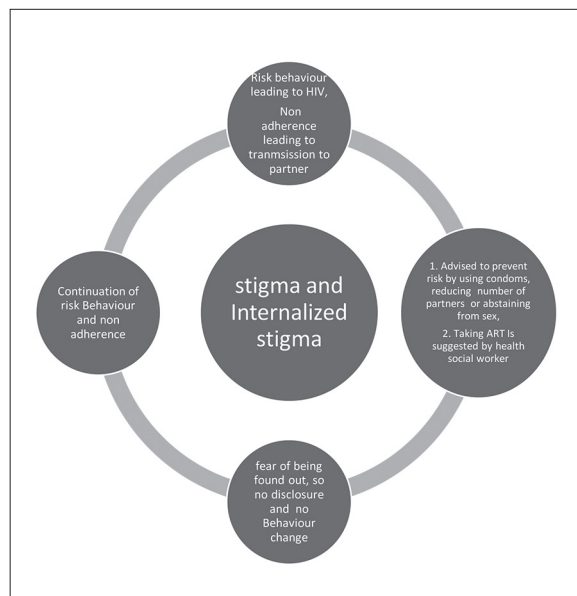 Risk behaviour
leading to HIV,
Non
adherence
leading to
tranmsission to
partner
1. Advised to prevent
risk by using condoms,
reducing number of
partners or abstaining
from sex,
2. Taking ART Is
suggested by health
social worker
fear of being
found out, so
no disclosure
and no
Behaviour
change
Continuation of
risk Behaviour
and non
adherence
stigma and
Internalized
stigma